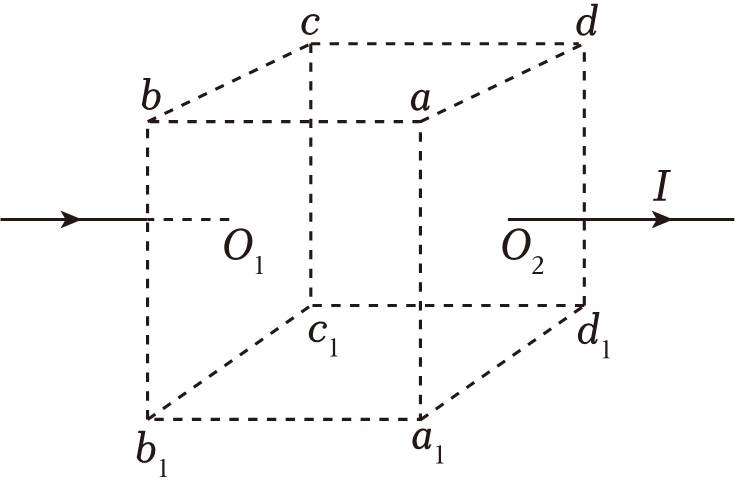 c
d
b
a
I
O₁
O₂
c₁
d₁
b₁
a₁